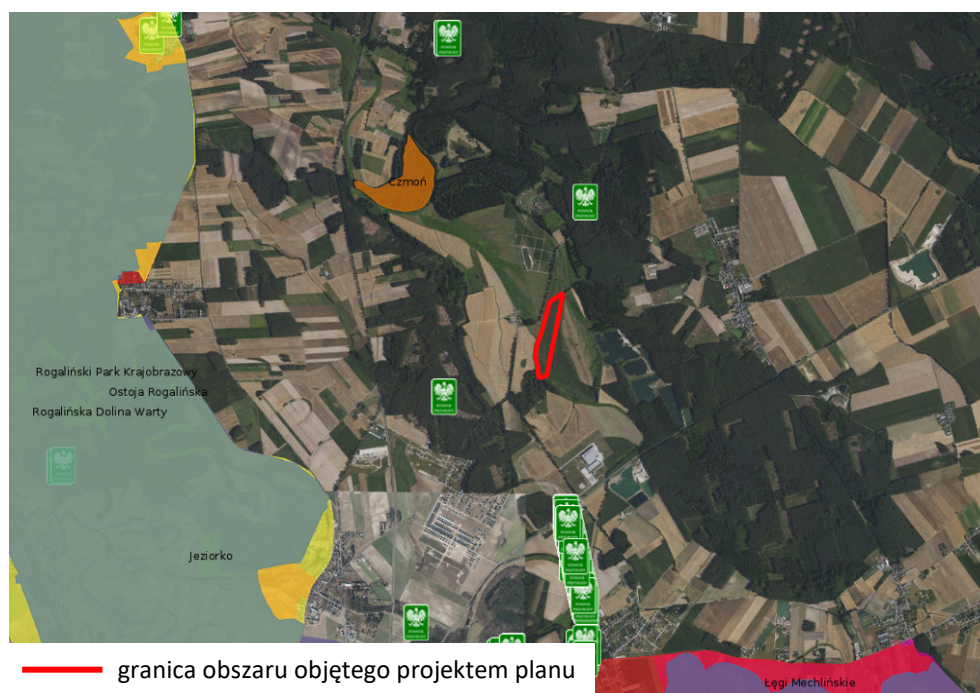 Czmoń
Rogaliński Park Krajobrazowy
Ostoja Rogalińska
Rogalińska Dolina Warty
Jeziorko
granica obszaru objętego projektem planu
Łęgi Mechlińskie